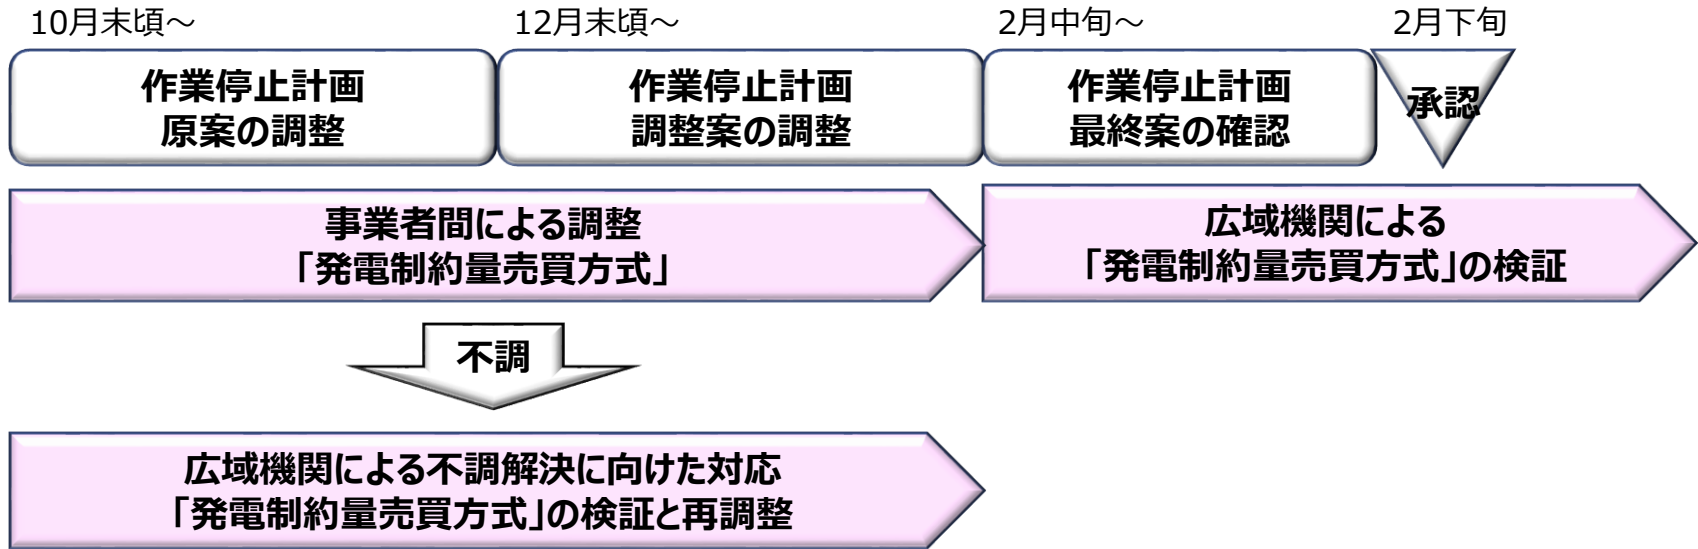 10月末頃～
12月末頃～
2月中旬～
2月下旬
作業停止計画
原案の調整
作業停止計画
調整案の調整
作業停止計画
最終案の確認
承認
事業者間による調整
「発電制約量売買方式」
広域機関による
「発電制約量売買方式」の検証
不調
広域機関による不調解決に向けた対応
「発電制約量売買方式」の検証と再調整